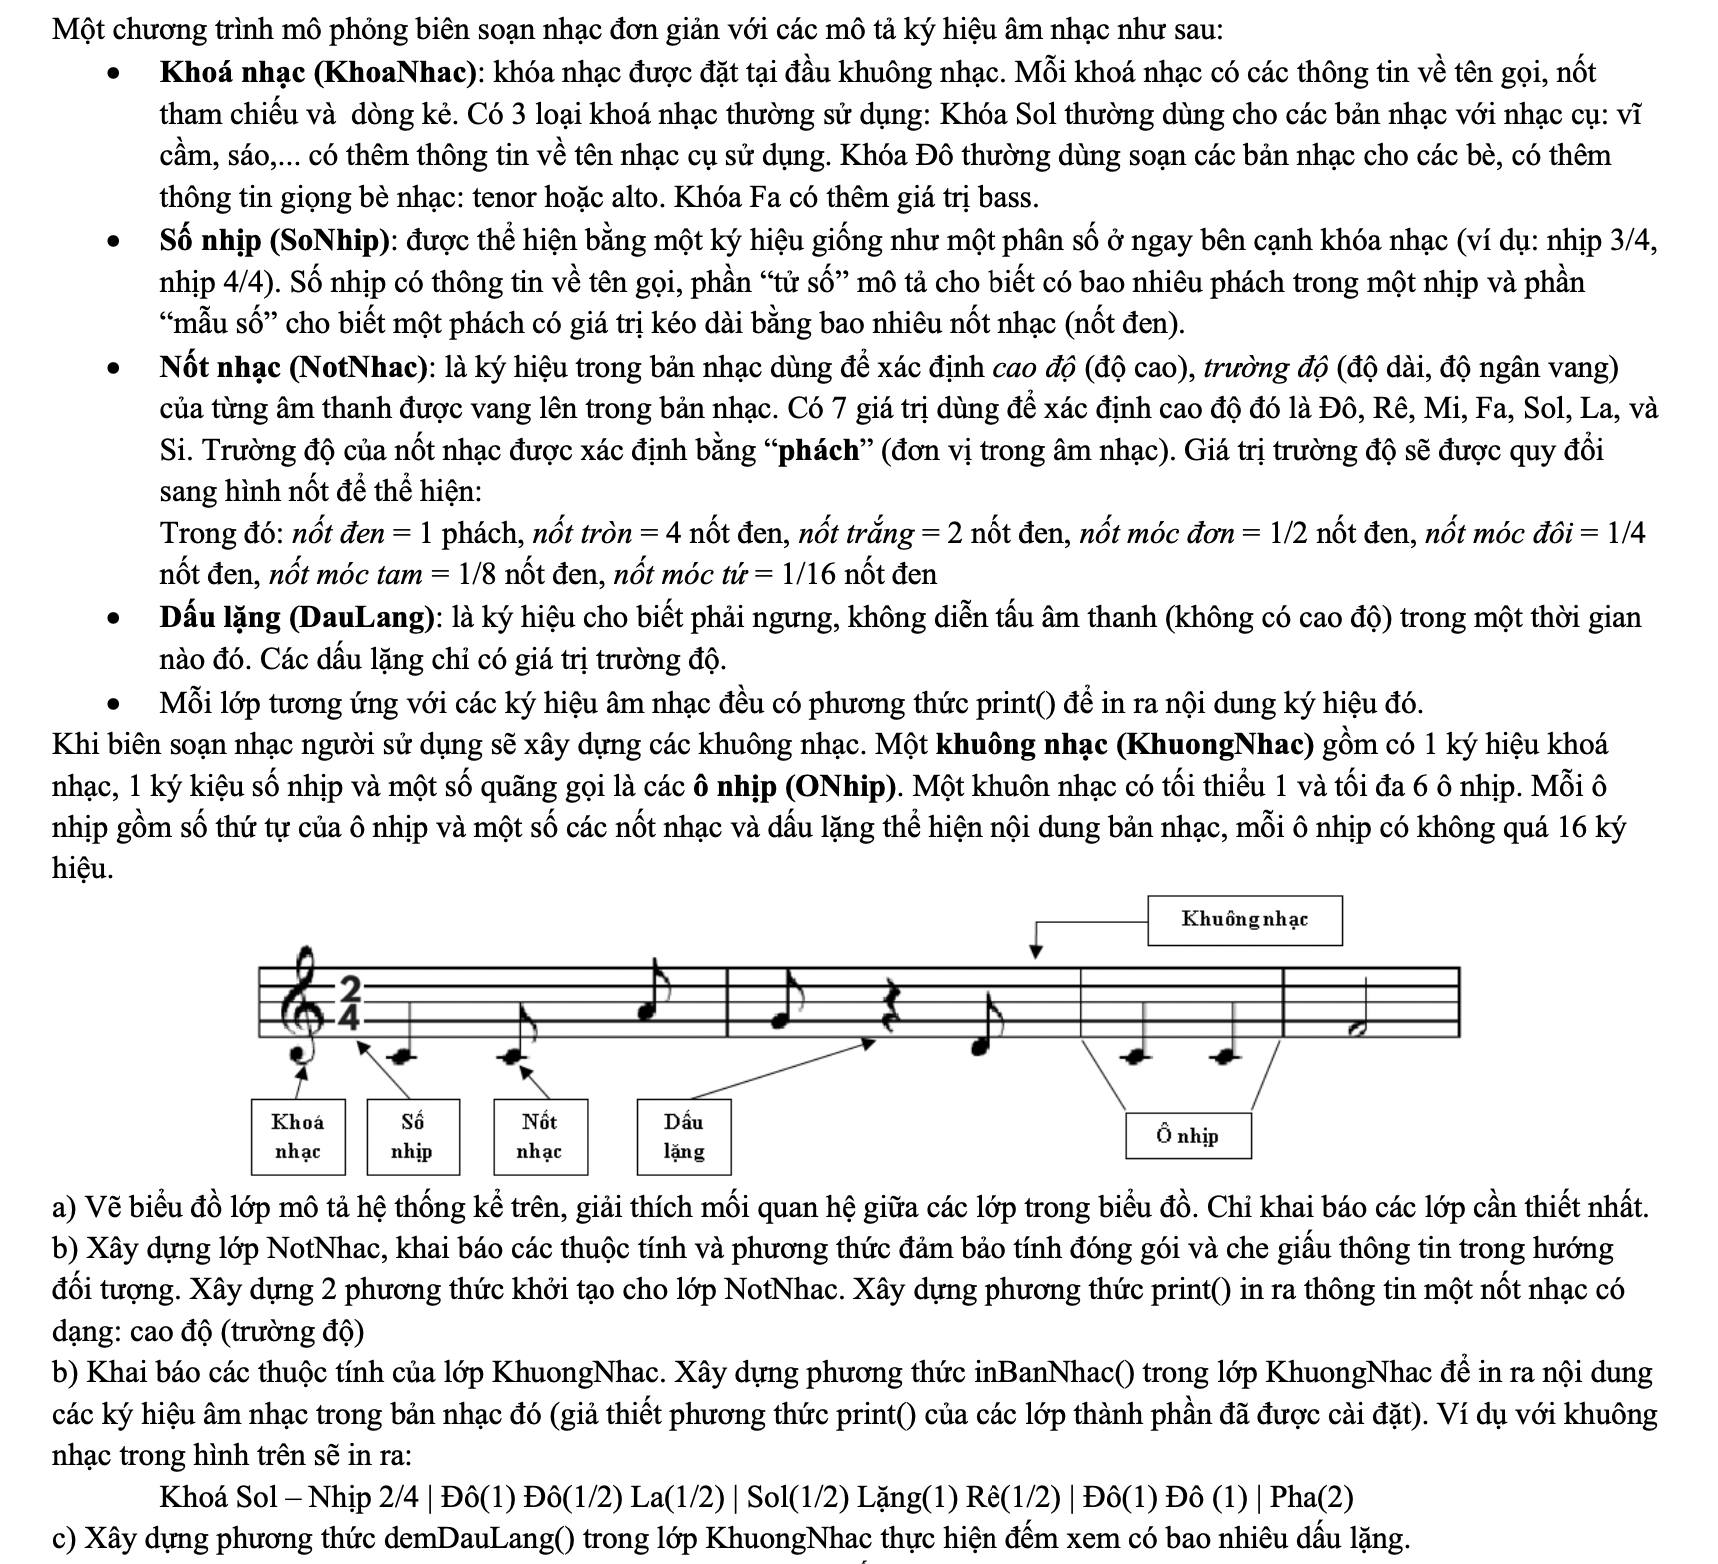 Một chương trình mô phỏng biên soạn nhạc đơn giản với các mô tả ký hiệu âm nhạc như sau:
• Khoá nhạc (KhoaNhac): khóa nhạc được đặt tại đầu khuông nhạc. Mỗi khoá nhạc có các thông tin về tên gọi, nốt
tham chiếu và dòng kẻ. Có 3 loại khoá nhạc thường sử dụng: Khóa Sol thường dùng cho các bản nhạc với nhạc cụ: vĩ
cầm, sáo,... có thêm thông tin về tên nhạc cụ sử dụng. Khóa Đô thường dùng soạn các bản nhạc cho các bè, có thêm
thông tin giọng bè nhạc: tenor hoặc alto. Khóa Fa có thêm giá trị bass.
• Số nhịp (SoNhip): được thể hiện bằng một ký hiệu giống như một phân số ở ngay bên cạnh khóa nhạc (ví dụ: nhịp 3/4,
nhịp 4/4). Số nhịp có thông tin về tên gọi, phần “tử số” mô tả cho biết có bao nhiêu phách trong một nhịp và phần
“mẫu số” cho biết một phách có giá trị kéo dài bằng bao nhiêu nốt nhạc (nốt đen).
• Nốt nhạc (NotNhac): là ký hiệu trong bản nhạc dùng để xác định cao độ (độ cao), trường độ (độ dài, độ ngân vang)
của từng âm thanh được vang lên trong bản nhạc. Có 7 giá trị dùng để xác định cao độ đó là Đô, Rê, Mi, Fa, Sol, La, và
Si. Trường độ của nốt nhạc được xác định bằng “phách” (đơn vị trong âm nhạc). Giá trị trường độ sẽ được quy đổi
sang hình nốt để thể hiện:
Trong đó: nốt đen = 1 phách, nốt tròn = 4 nốt đen, nốt trắng = 2 nốt đen, nốt móc đơn = 1/2 nốt đen, nốt móc đôi = 1/4
nốt đen, nốt móc tam = 1/8 nốt đen, nốt móc tứ = 1/16 nốt đen
• Dấu lặng (DauLang): là ký hiệu cho biết phải ngưng, không diễn tấu âm thanh (không có cao độ) trong một thời gian
nào đó. Các dấu lặng chỉ có giá trị trường độ.
• Mỗi lớp tương ứng với các ký hiệu âm nhạc đều có phương thức print() để in ra nội dung ký hiệu đó.
Khi biên soạn nhạc người sử dụng sẽ xây dựng các khuông nhạc. Một khuông nhạc (KhuongNhac) gồm có 1 ký hiệu khoá
nhạc, 1 ký kiệu số nhịp và một số quãng gọi là các ô nhịp (ONhip). Một khuôn nhạc có tối thiểu 1 và tối đa 6 ô nhịp. Mỗi ô
nhịp gồm số thứ tự của ô nhịp và một số các nốt nhạc và dấu lặng thể hiện nội dung bản nhạc, mỗi ô nhịp có không quá 16 ký
hiệu.
Khuông nhạc
2
4
Khoá
nhạc
Số
nhịp
Nốt
nhạc
Dấu
lặng
Ô nhịp
a) Vẽ biểu đồ lớp mô tả hệ thống kể trên, giải thích mối quan hệ giữa các lớp trong biểu đồ. Chỉ khai báo các lớp cần thiết nhất.
b) Xây dựng lớp NotNhac, khai báo các thuộc tính và phương thức đảm bảo tính đóng gói và che giấu thông tin trong hướng
đối tượng. Xây dựng 2 phương thức khởi tạo cho lớp NotNhac. Xây dựng phương thức print() in ra thông tin một nốt nhạc có
dạng: cao độ (trường độ)
b) Khai báo các thuộc tính của lớp KhuongNhac. Xây dựng phương thức inBanNhac() trong lớp KhuongNhac để in ra nội dung
các ký hiệu âm nhạc trong bản nhạc đó (giả thiết phương thức print() của các lớp thành phần đã được cài đặt). Ví dụ với khuông
nhạc trong hình trên sẽ in ra:
Khoá Sol – Nhịp 2/4 | Đô(1) Đô(1/2) La(1/2) | Sol(1/2) Lặng(1) Rê(1/2) | Đô(1) Đô (1) | Pha(2)
c) Xây dựng phương thức demDauLang() trong lớp KhuongNhac thực hiện đếm xem có bao nhiêu dấu lặng.